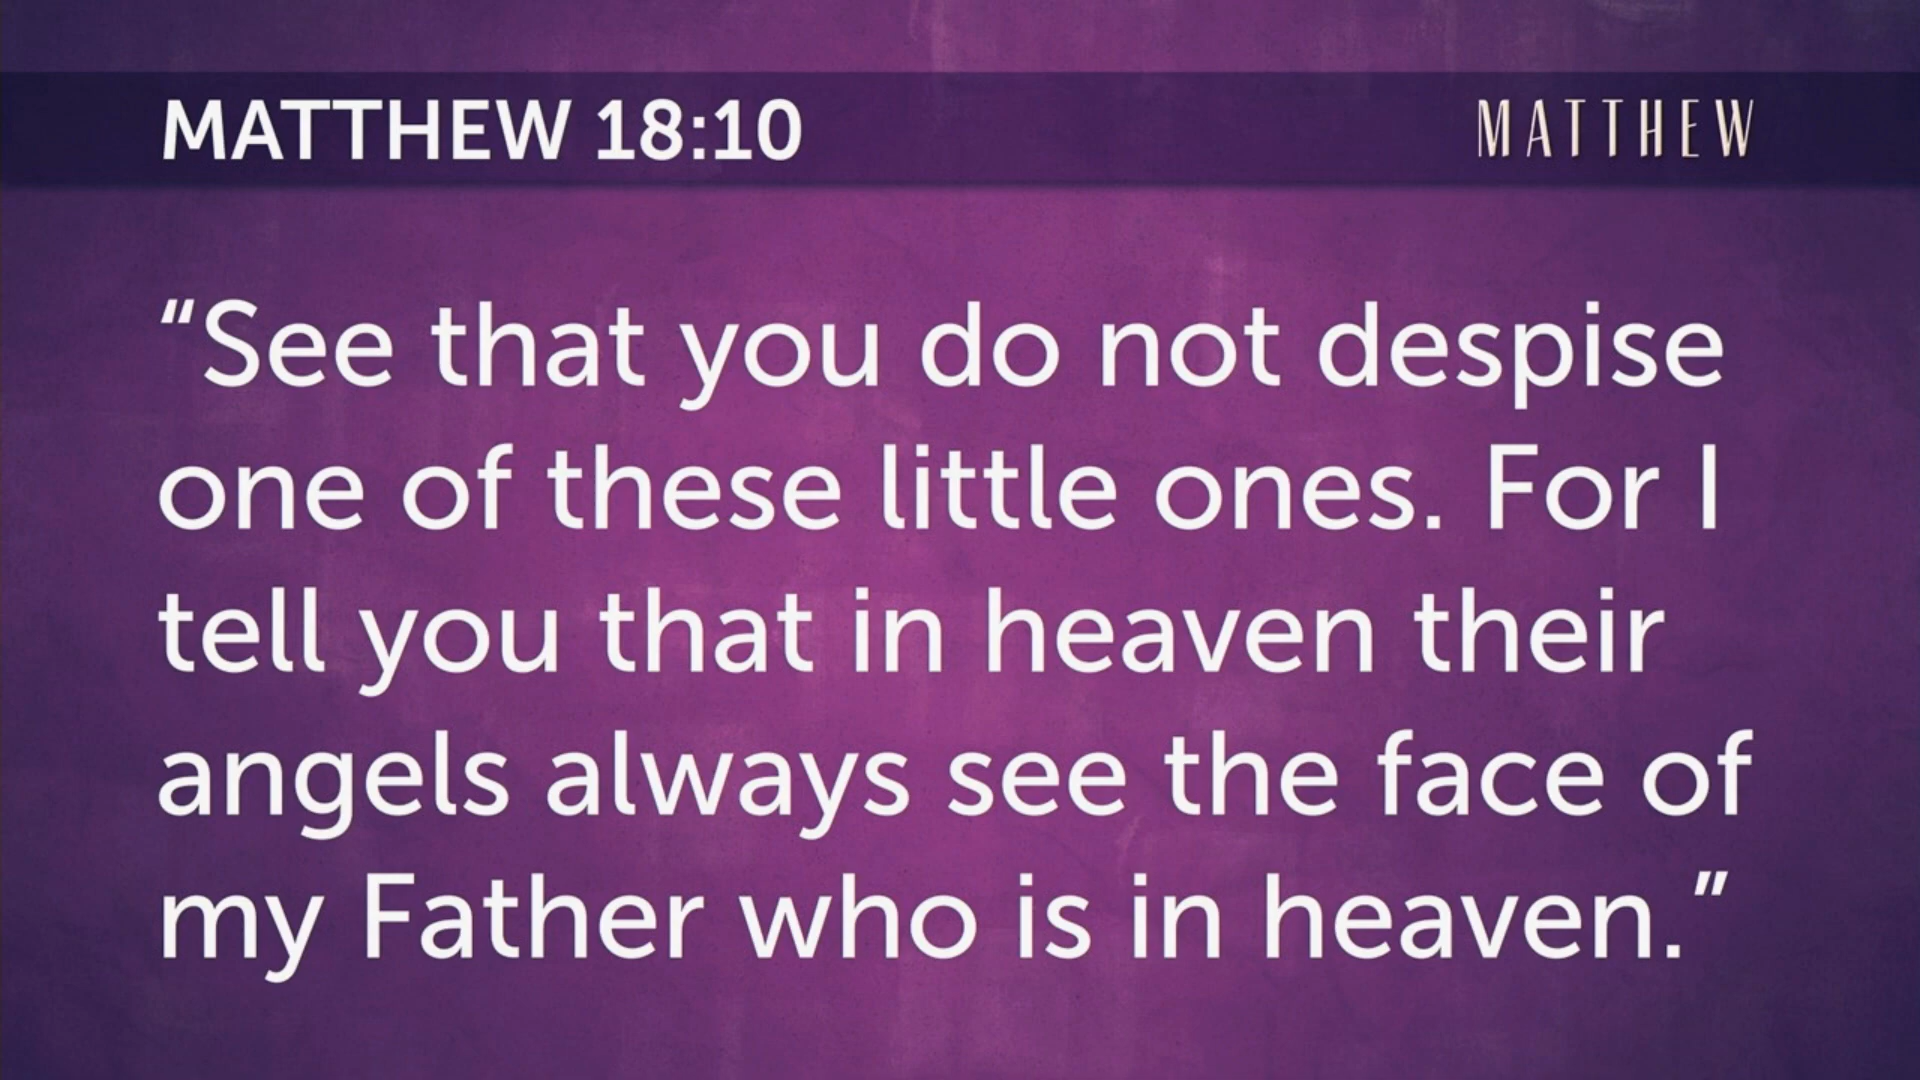 MATTHEW 18:10
MATTHEW
“See that you do not despise
one of these little ones. For I
tell you that in heaven their
angels always see the face of
my Father who is in heaven.”